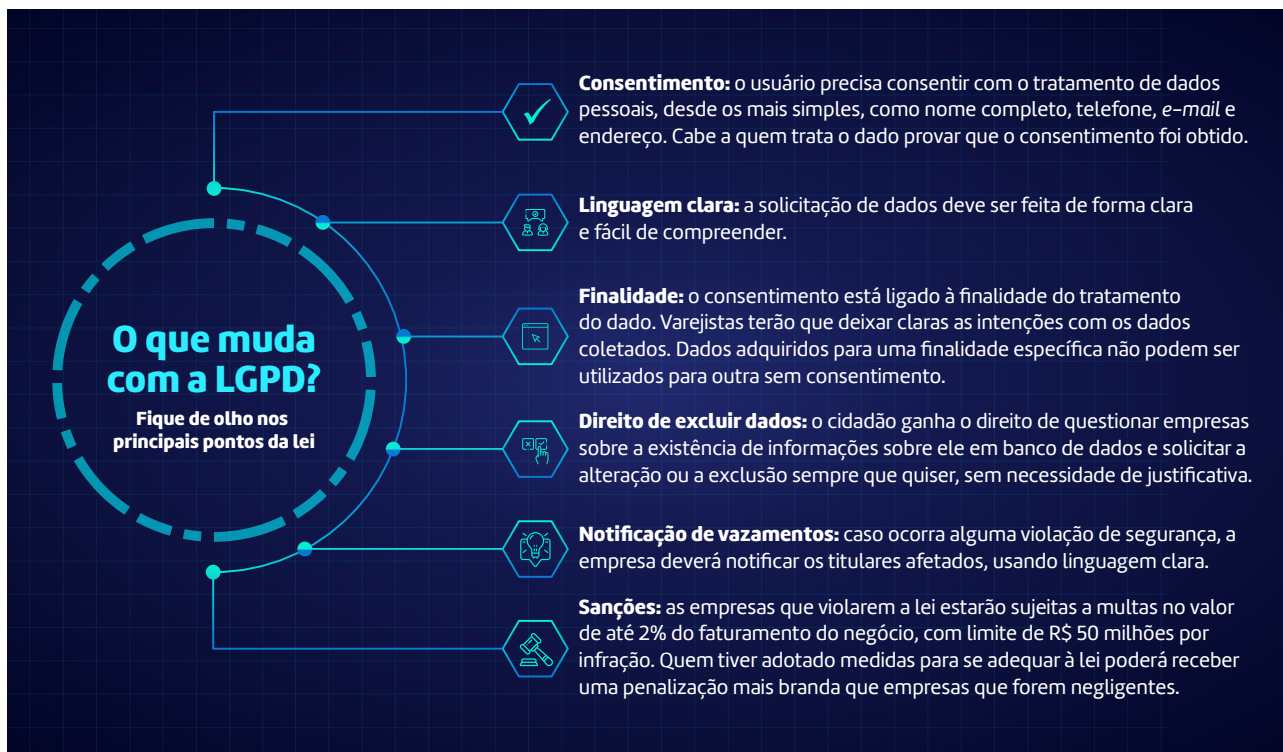 O que muda
com a LGPD?
Fique de olho nos
principais pontos da lei
Consentimento: o usuário precisa consentir com o tratamento de dados
pessoais, desde os mais simples, como nome completo, telefone, e-mail e
endereço. Cabe a quem trata o dado provar que o consentimento foi obtido.
Linguagem clara: a solicitação de dados deve ser feita de forma clara
e fácil de compreender.
Finalidade: o consentimento está ligado à finalidade do tratamento
do dado. Varejistas terão que deixar claras as intenções com os dados
coletados. Dados adquiridos para uma finalidade específica não podem ser
utilizados para outra sem consentimento.
Direito de excluir dados: o cidadão ganha o direito de questionar empresas
sobre a existência de informações sobre ele em banco de dados e solicitar a
alteração ou a exclusão sempre que quiser, sem necessidade de justificativa.
Notificação de vazamentos: caso ocorra alguma violação de segurança, a
empresa deverá notificar os titulares afetados, usando linguagem clara.
Sanções: as empresas que violarem a lei estarão sujeitas a multas no valor
de até 2% do faturamento do negócio, com limite de R$ 50 milhões por
infração. Quem tiver adotado medidas para se adequar à lei poderá receber
uma penalização mais branda que empresas que forem negligentes.